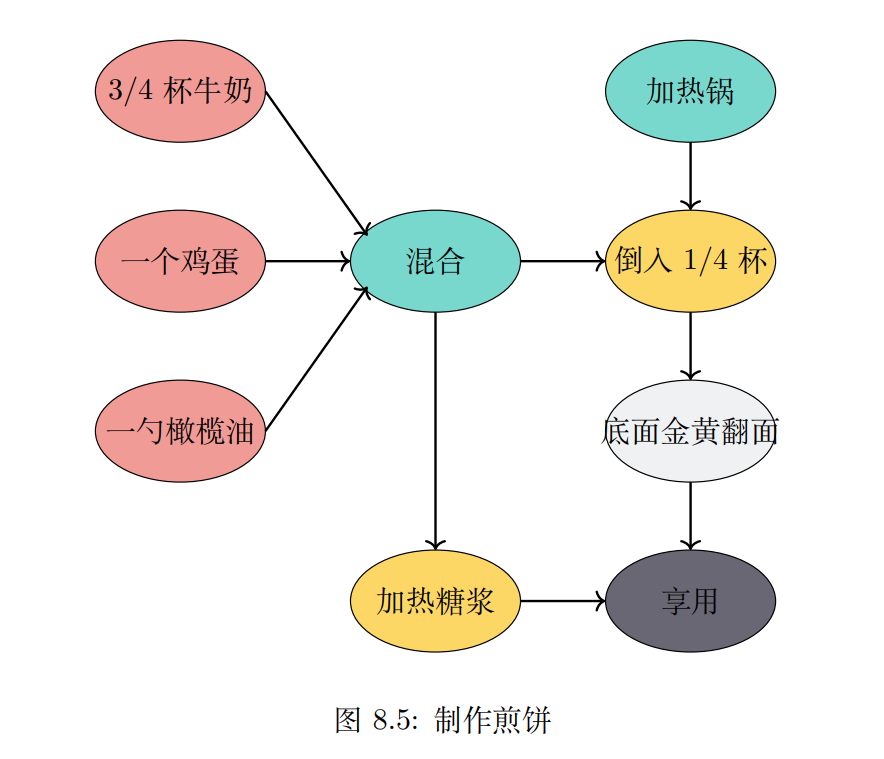 3/4 杯牛奶
加热锅
一个鸡蛋
混合
倒入 1/4 杯
一勺橄榄油
底面金黄翻面
加热糖浆
享用
图 8.5: 制作煎饼